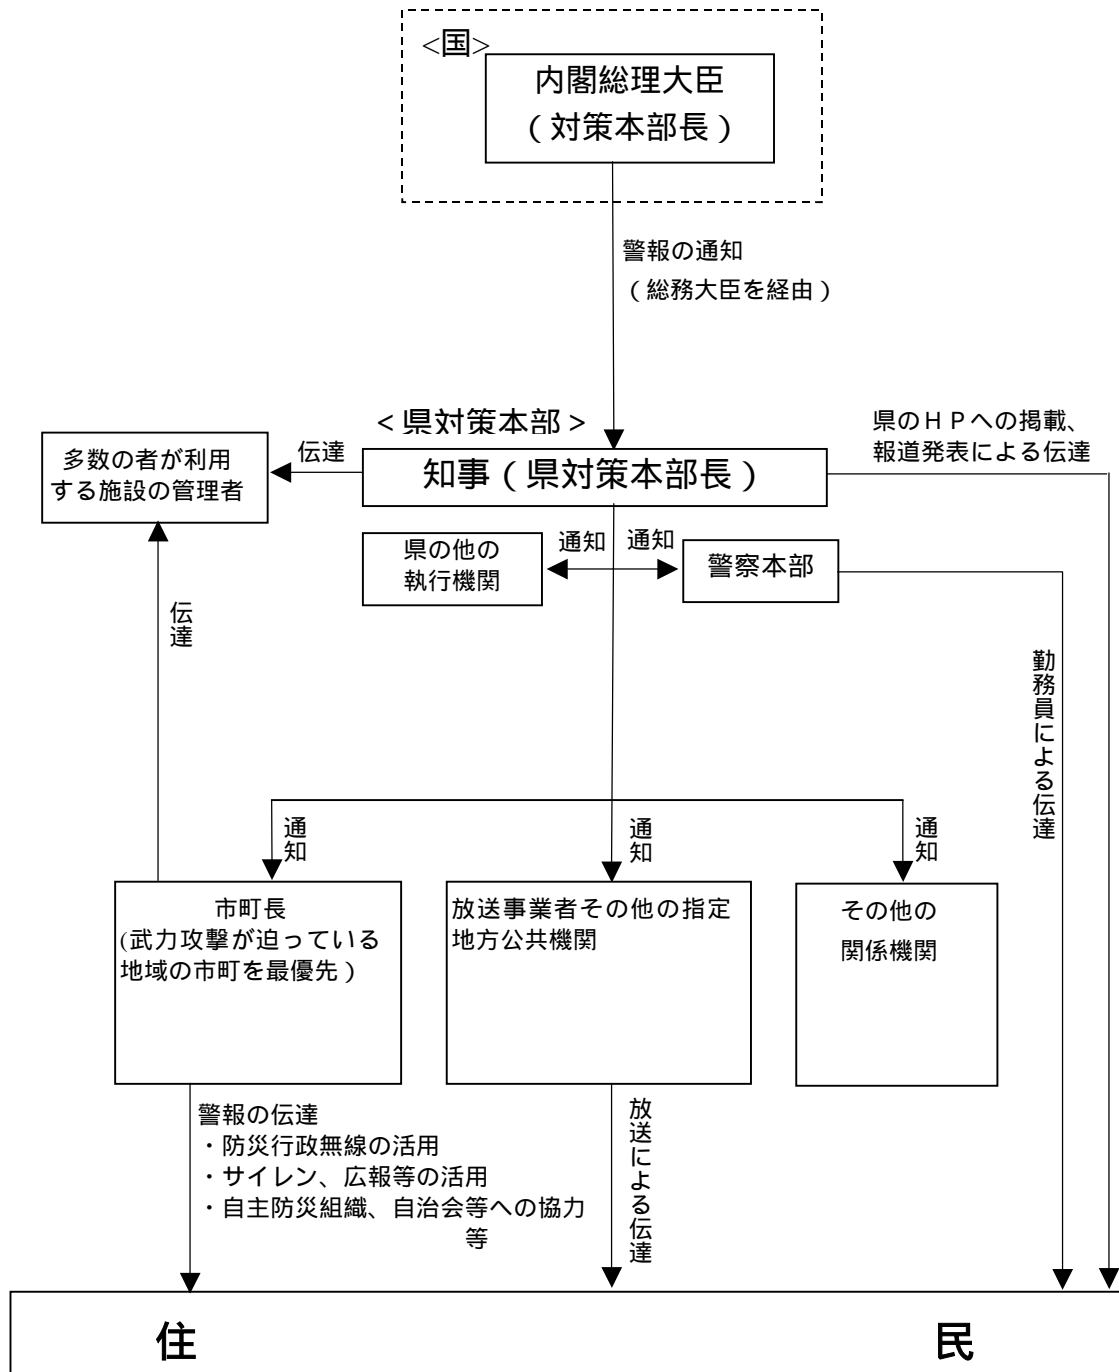 <国>
内閣総理大臣
（対策本部長）
警報の通知
（総務大臣を経由）
＜県対策本部＞
県のＨＰへの掲載、
報道発表による伝達
多数の者が利用
する施設の管理者
伝達
知事（県対策本部長）
県の他の
執行機関
通知
通知
警察本部
伝達
勤務員による伝達
通知
通知
通知
市町長
(武力攻撃が迫っている
地域の市町を最優先）
放送事業者その他の指定
地方公共機関
その他の
関係機関
警報の伝達
・防災行政無線の活用
・サイレン、広報等の活用
・自主防災組織、自治会等への協力
等
放送による伝達
住　民